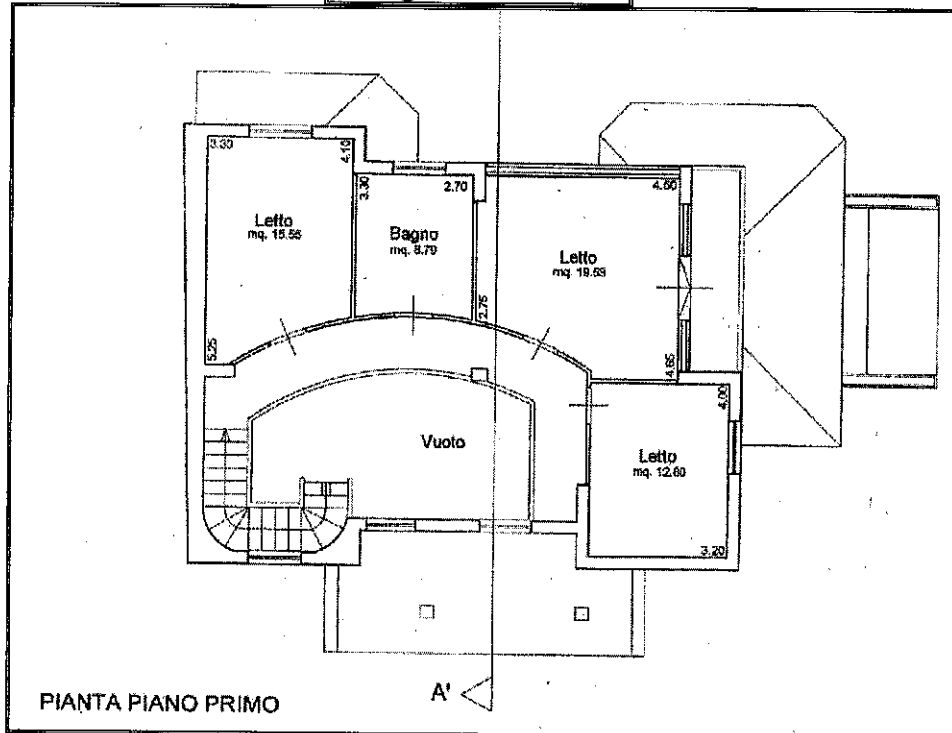 3.30
4.10
Letto
mq. 15.55
5.25
3.30
2.70
Bagno
mq. 8.79
4.50
Letto
mq. 19.53
2.75
4.65
Vuoto
4.00
Letto
mq. 12.80
3.20
A'
PIANTA PIANO PRIMO